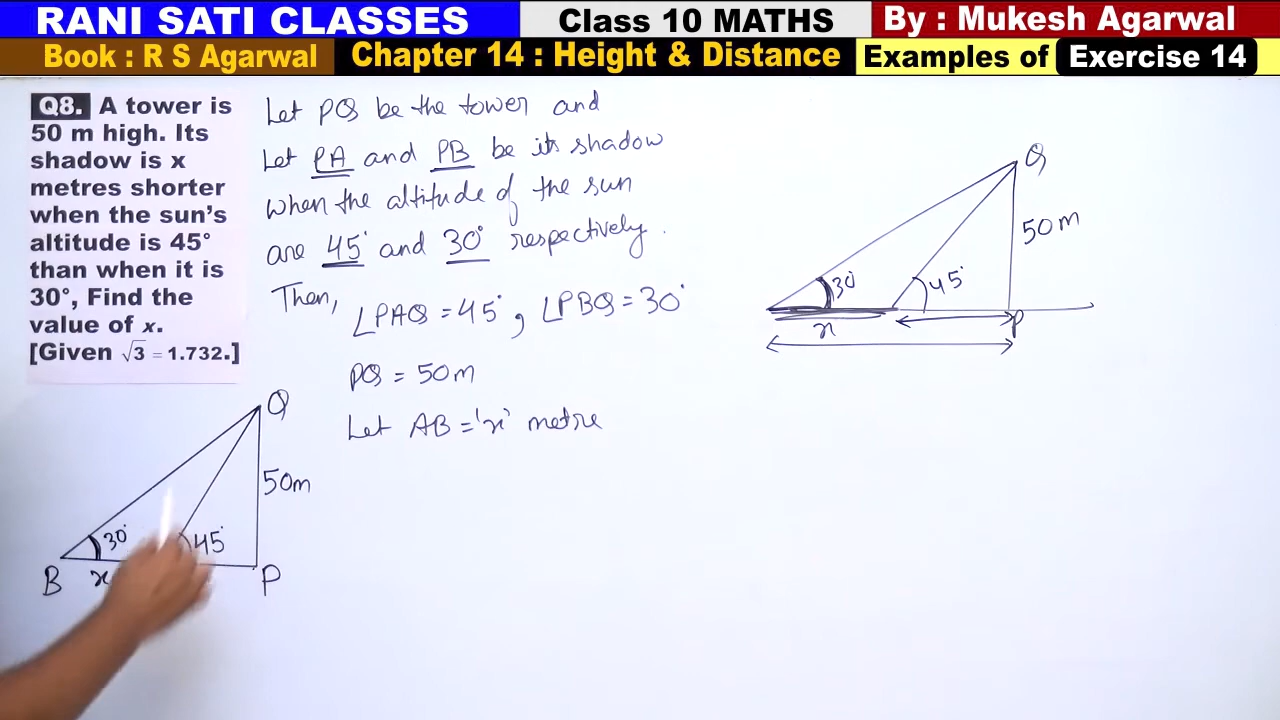 RANI SATI CLASSES
Class 10 MATHS
By : Mukesh Agarwal
Book : R S Agarwal
Chapter 14 : Height & Distance
Examples of Exercise 14
Q8. A tower is
50 m high. Its
shadow is x
metres shorter
when the sun's
altitude is 45°
than when it is
30°, Find the
value of x.
[Given √3 = 1.732.]
Let PQ be the tower and
Let PA and PB be its shadow
when the altitude of the sun
are 45° and 30° respectively.
Then,
∠PAQ = 45°, ∠PBQ = 30°
PQ = 50m
Let AB = 'x' metre
Q
50m
30°
45°
x
P
Q
50m
30°
45°
B
x
P